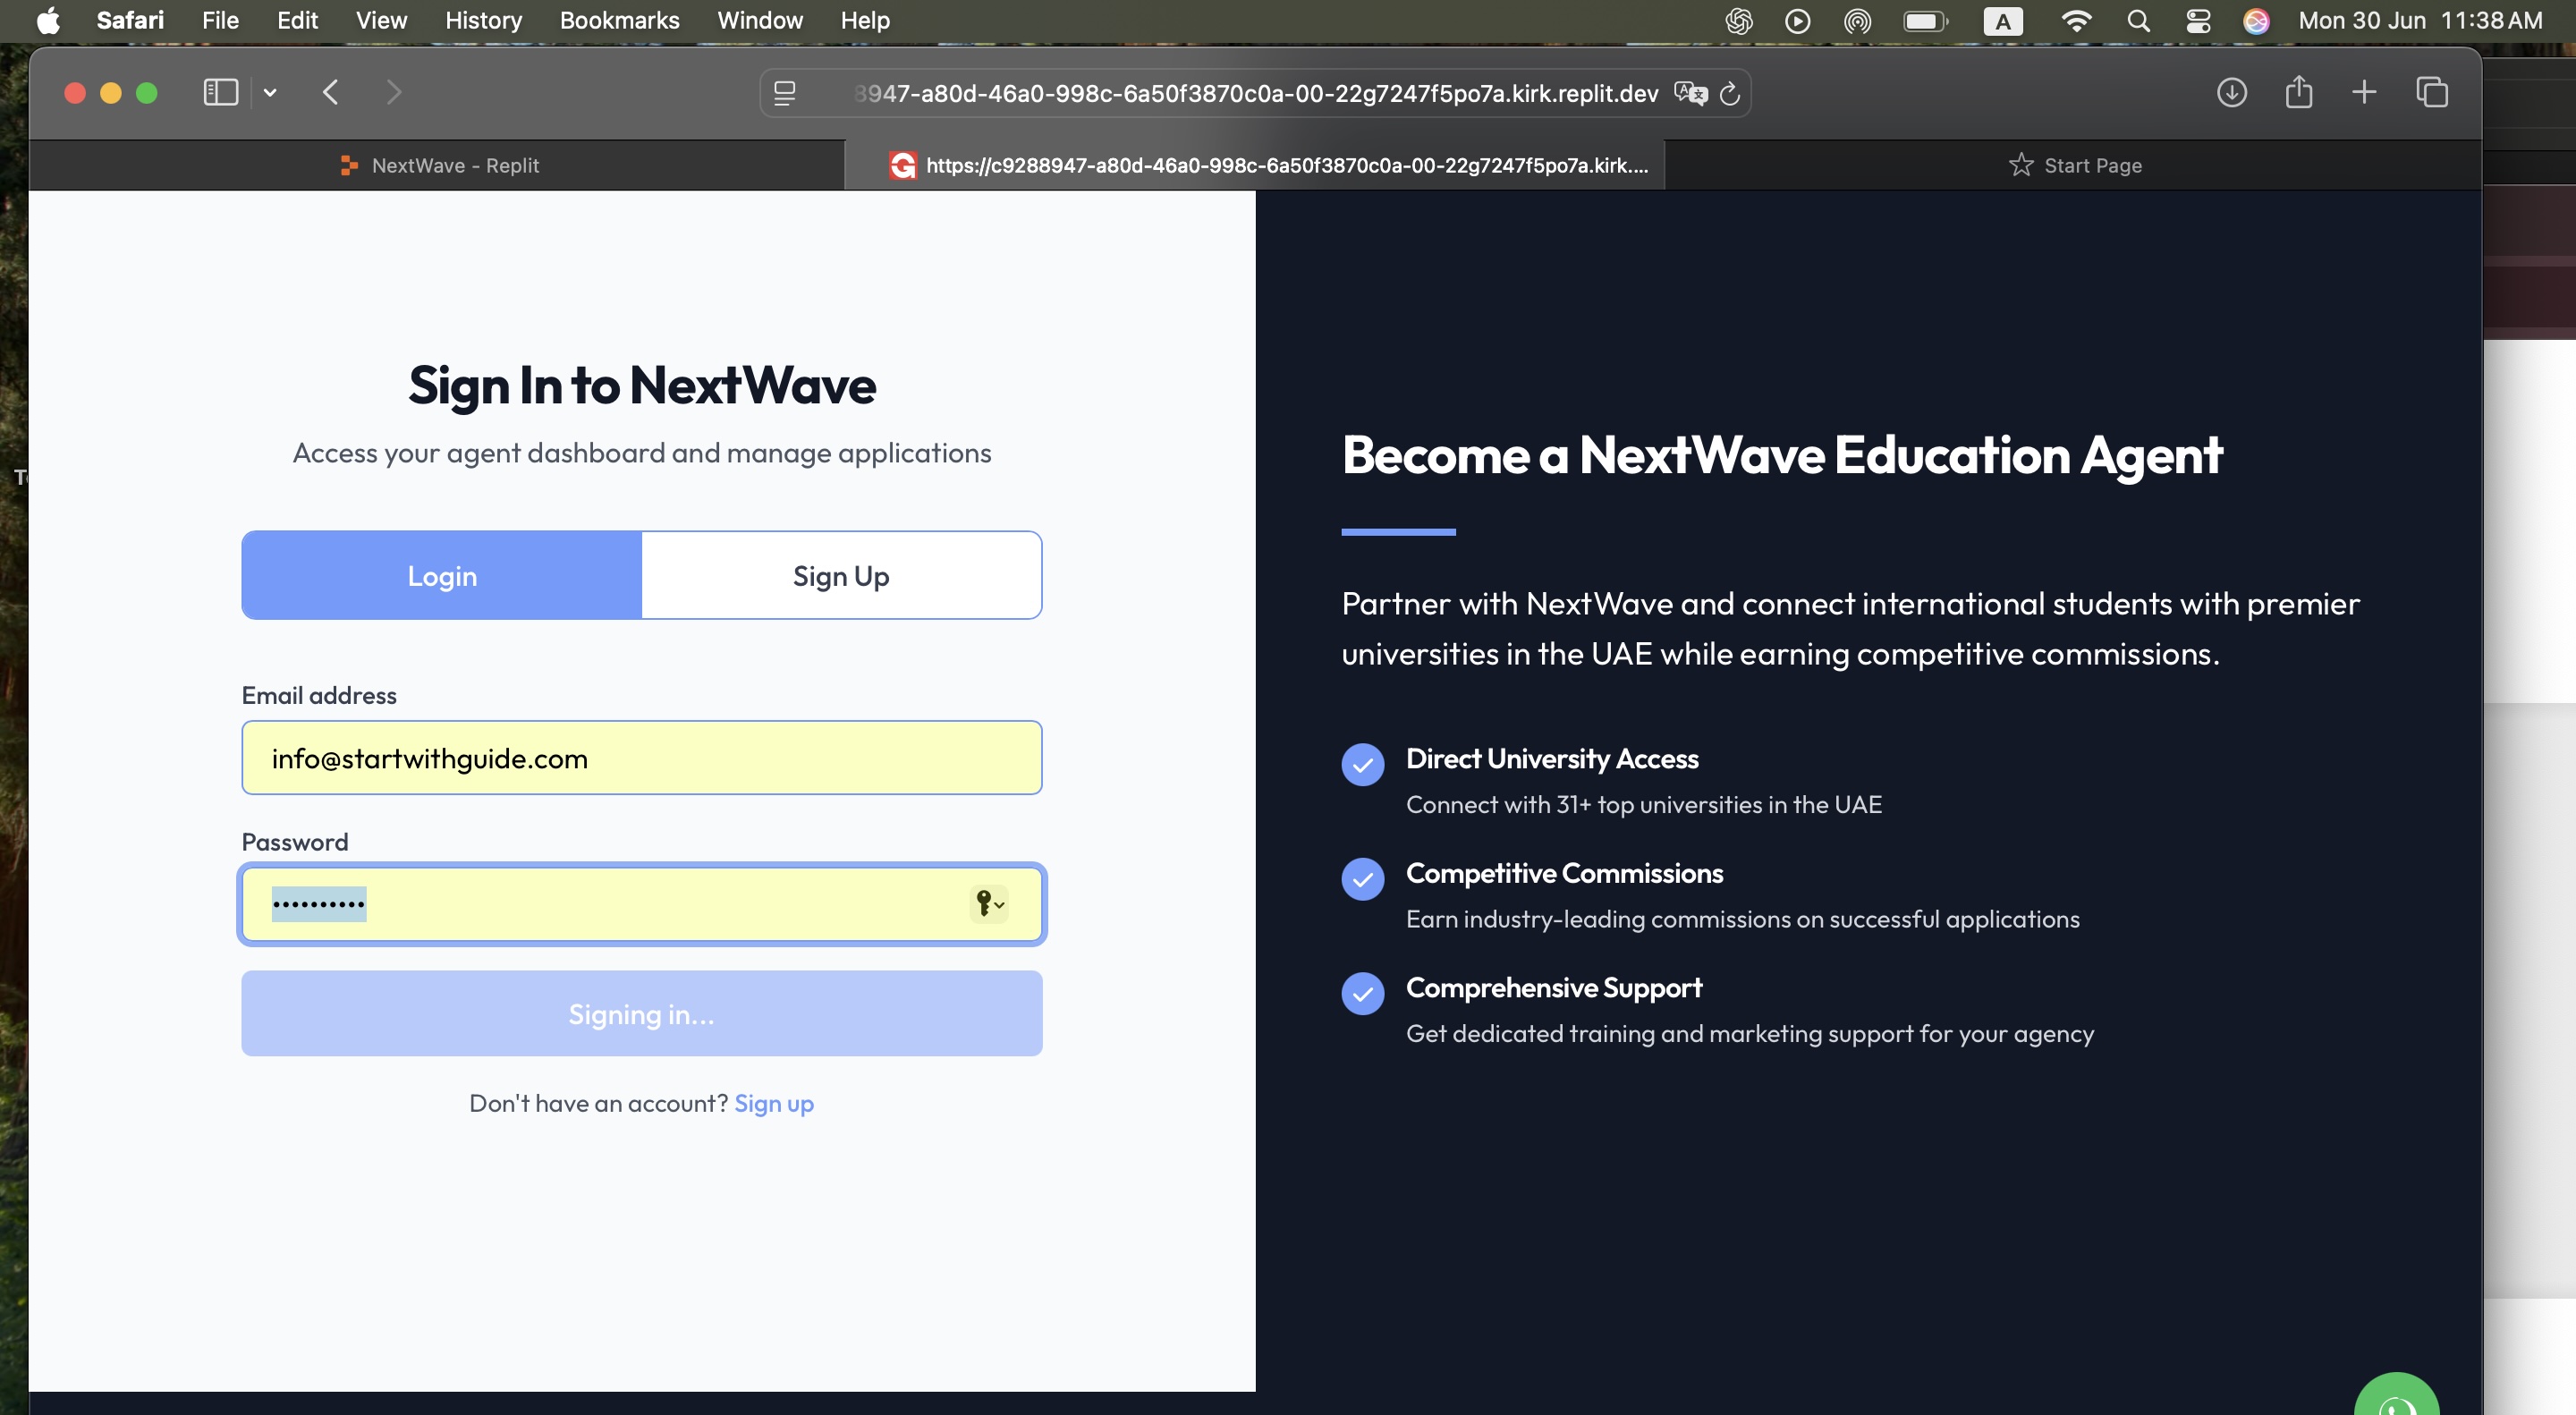 Safari File Edit View History Bookmarks Window Help A Mon 30 Jun 11:38 AM
8947-a80d-46a0-998c-6a50f3870c0a-00-22g7247f5po7a.kirk.replit.dev
NextWave - Replit
https://c9288947-a80d-46a0-998c-6a50f3870c0a-00-22g7247f5po7a.kirk....
Start Page
Sign In to NextWave
Access your agent dashboard and manage applications
Login
Sign Up
Email address
info@startwithguide.com
Password
••••••••••
Signing in...
Don't have an account? Sign up
Become a NextWave Education Agent
Partner with NextWave and connect international students with premier
universities in the UAE while earning competitive commissions.
Direct University Access
Connect with 31+ top universities in the UAE
Competitive Commissions
Earn industry-leading commissions on successful applications
Comprehensive Support
Get dedicated training and marketing support for your agency